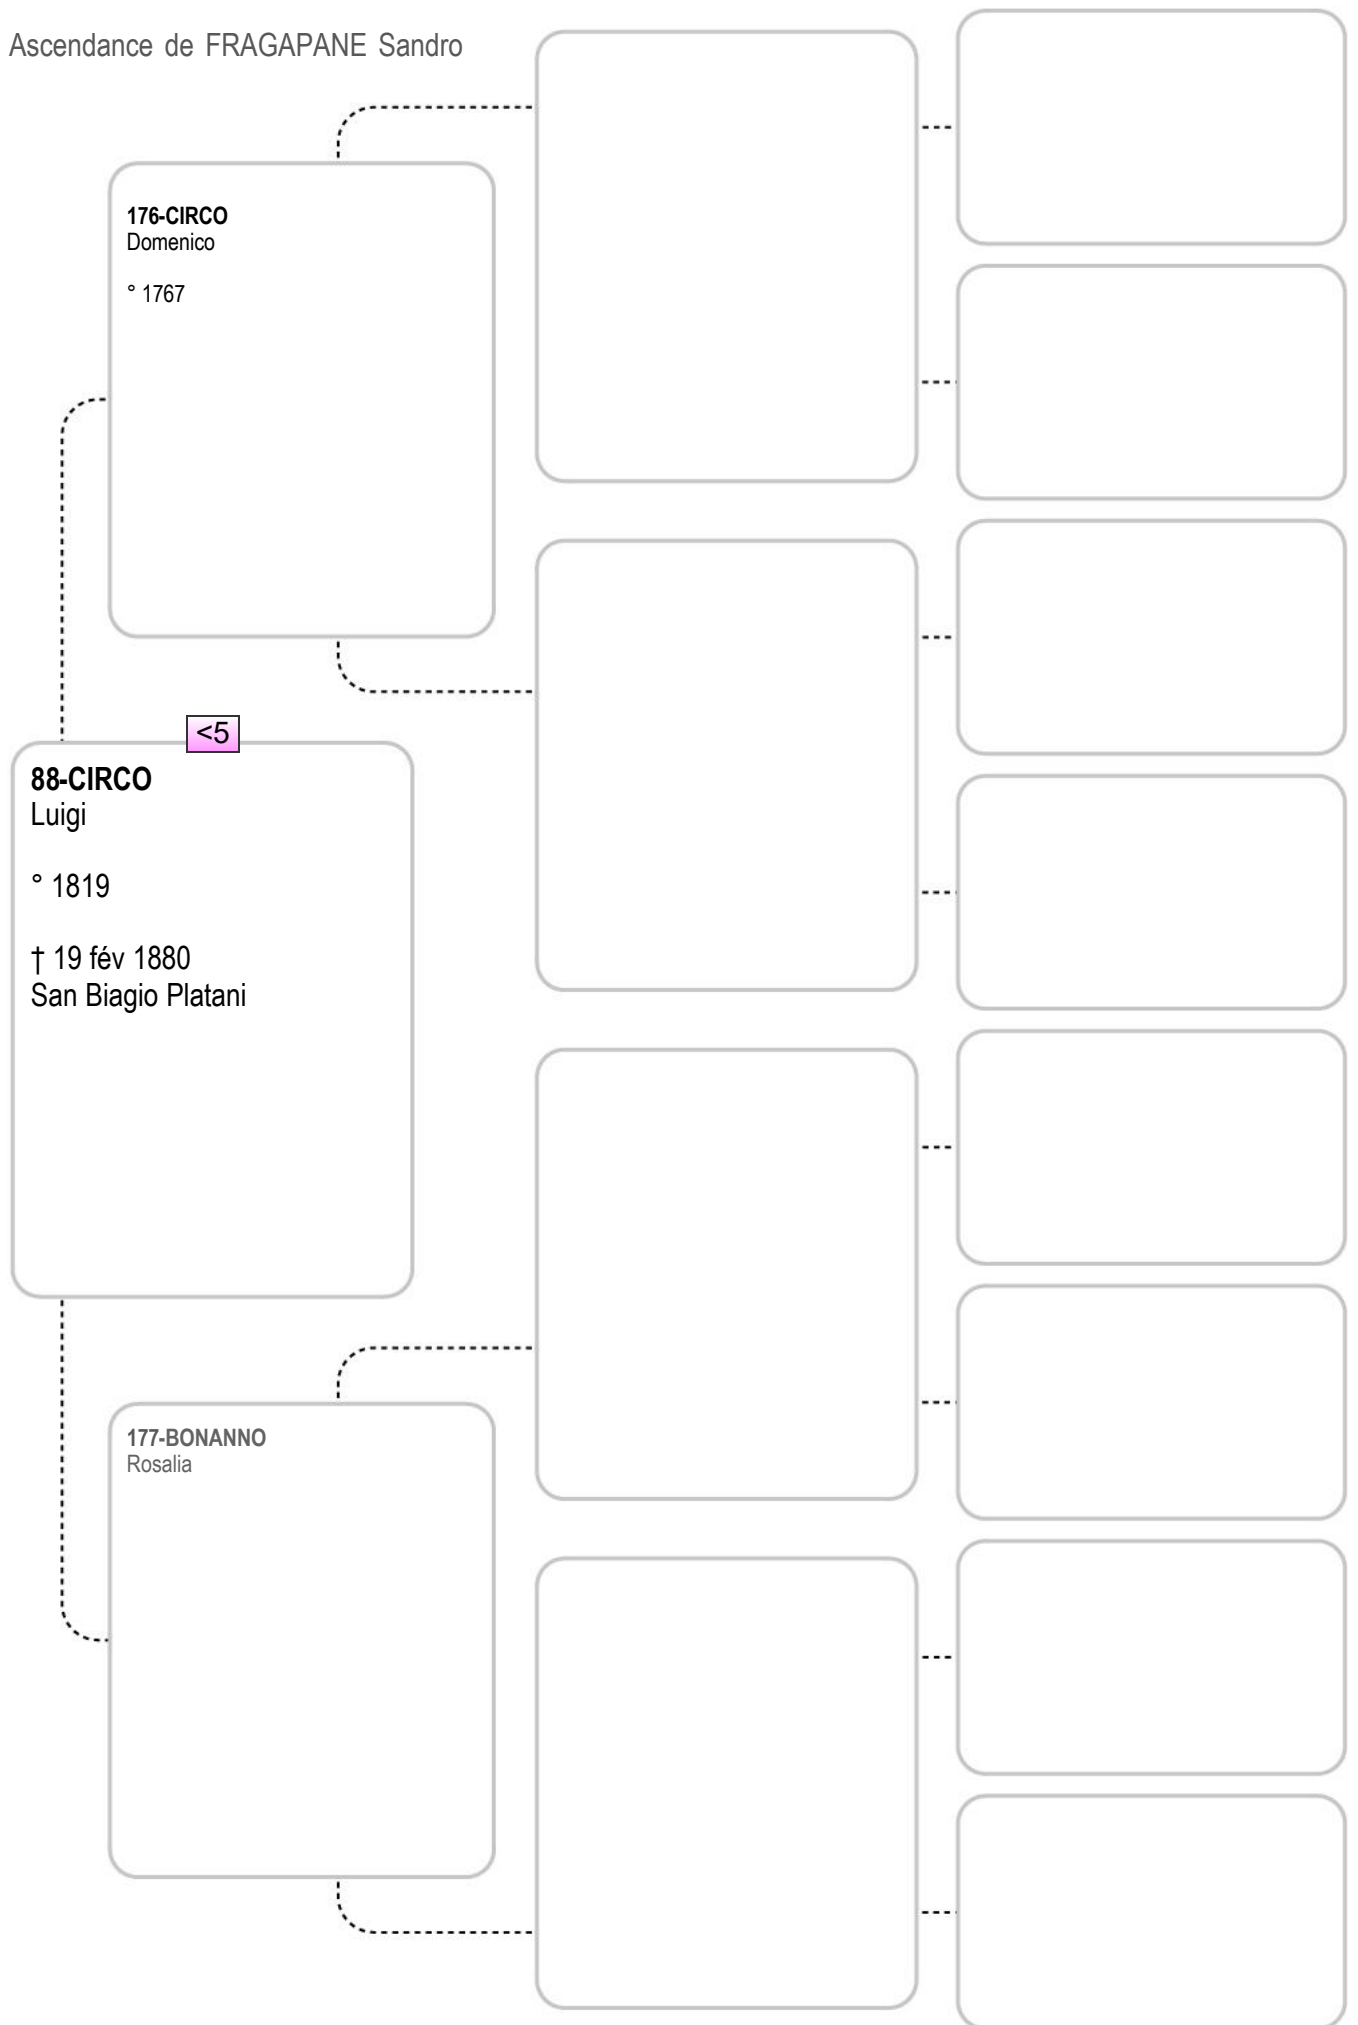 Ascendance de FRAGAPANE Sandro
176-CIRCO
Domenico
° 1767
<5
88-CIRCO
Luigi
° 1819
† 19 fév 1880
San Biagio Platani
177-BONANNO
Rosalia